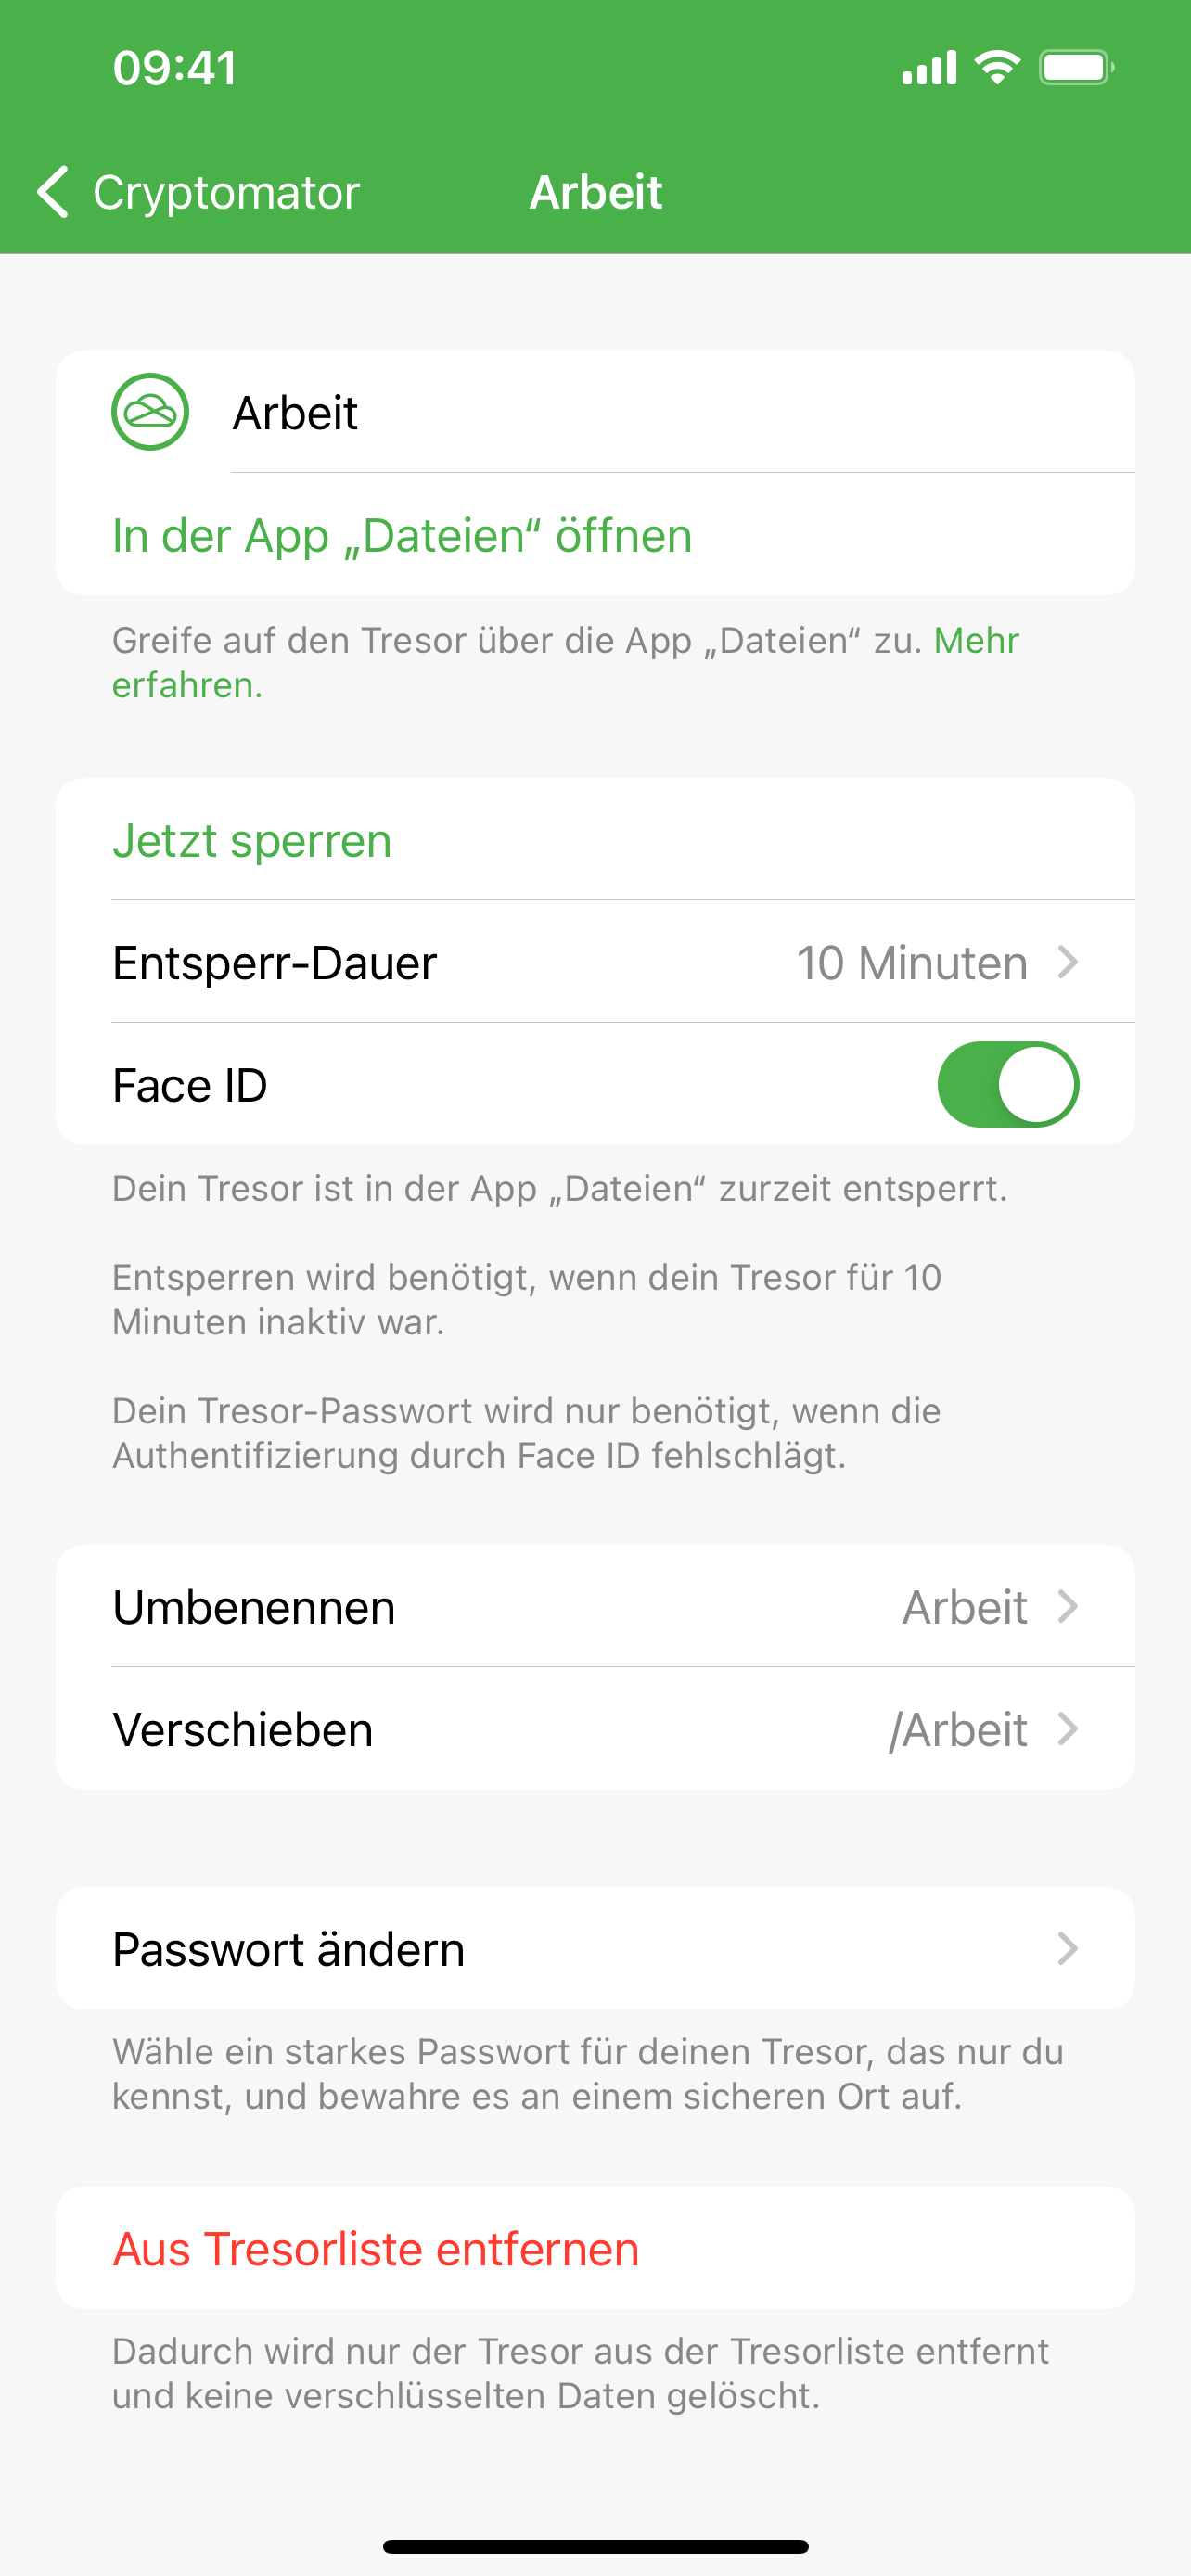 09:41
Cryptomator
Arbeit
Arbeit
In der App „Dateien“ öffnen
Greife auf den Tresor über die App „Dateien“ zu. Mehr
erfahren.
Jetzt sperren
Entsperr-Dauer 10 Minuten
Face ID
Dein Tresor ist in der App „Dateien“ zurzeit entsperrt.
Entsperren wird benötigt, wenn dein Tresor für 10
Minuten inaktiv war.
Dein Tresor-Passwort wird nur benötigt, wenn die
Authentifizierung durch Face ID fehlschlägt.
Umbenennen Arbeit
Verschieben /Arbeit
Passwort ändern
Wähle ein starkes Passwort für deinen Tresor, das nur du
kennst, und bewahre es an einem sicheren Ort auf.
Aus Tresorliste entfernen
Dadurch wird nur der Tresor aus der Tresorliste entfernt
und keine verschlüsselten Daten gelöscht.